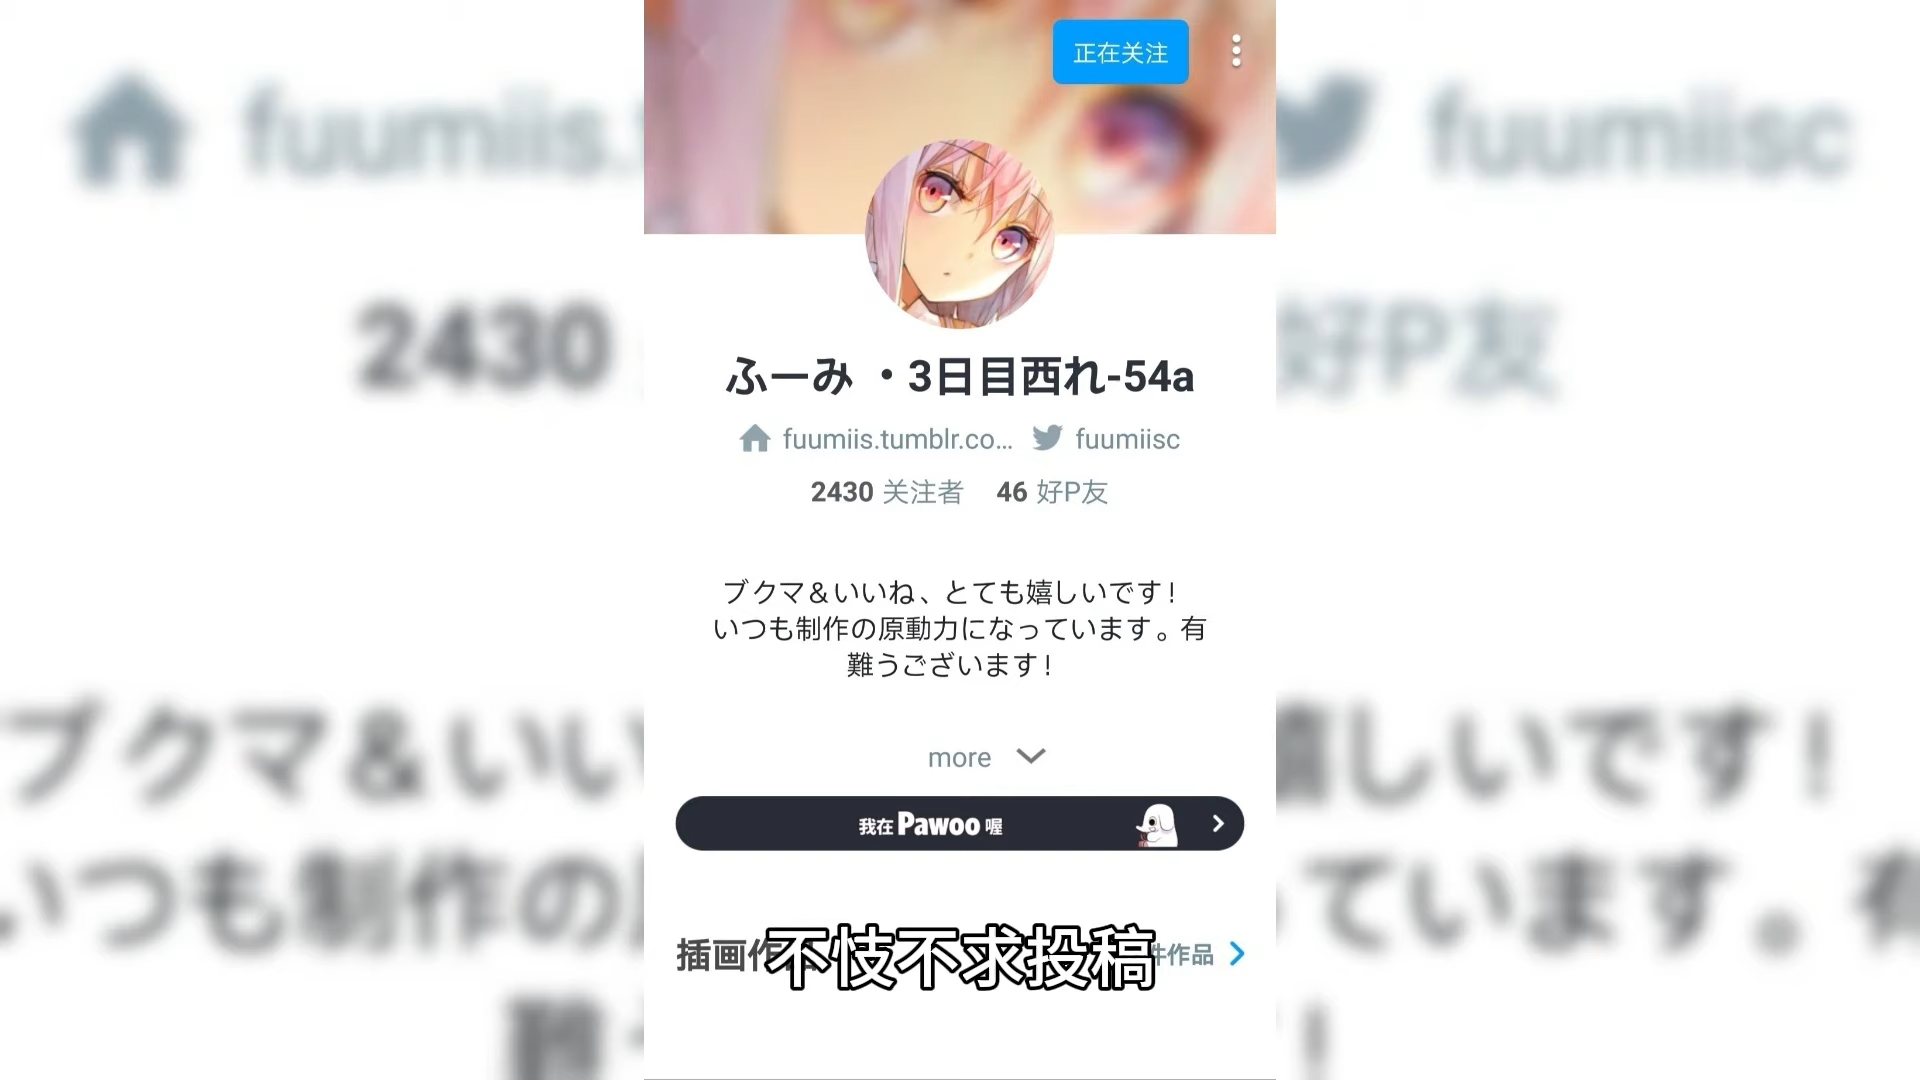 正在关注
ふーみ ・3日目西れ-54a
fuumiis.tumblr.co... fuumiisc
2430 关注者 46 好P友
ブクマ＆いいね、とても嬉しいです！
いつも制作の原動力になっています。有
難うございます！
more
我在 Pawoo 喔
插画作
件作品
不忮不求投稿